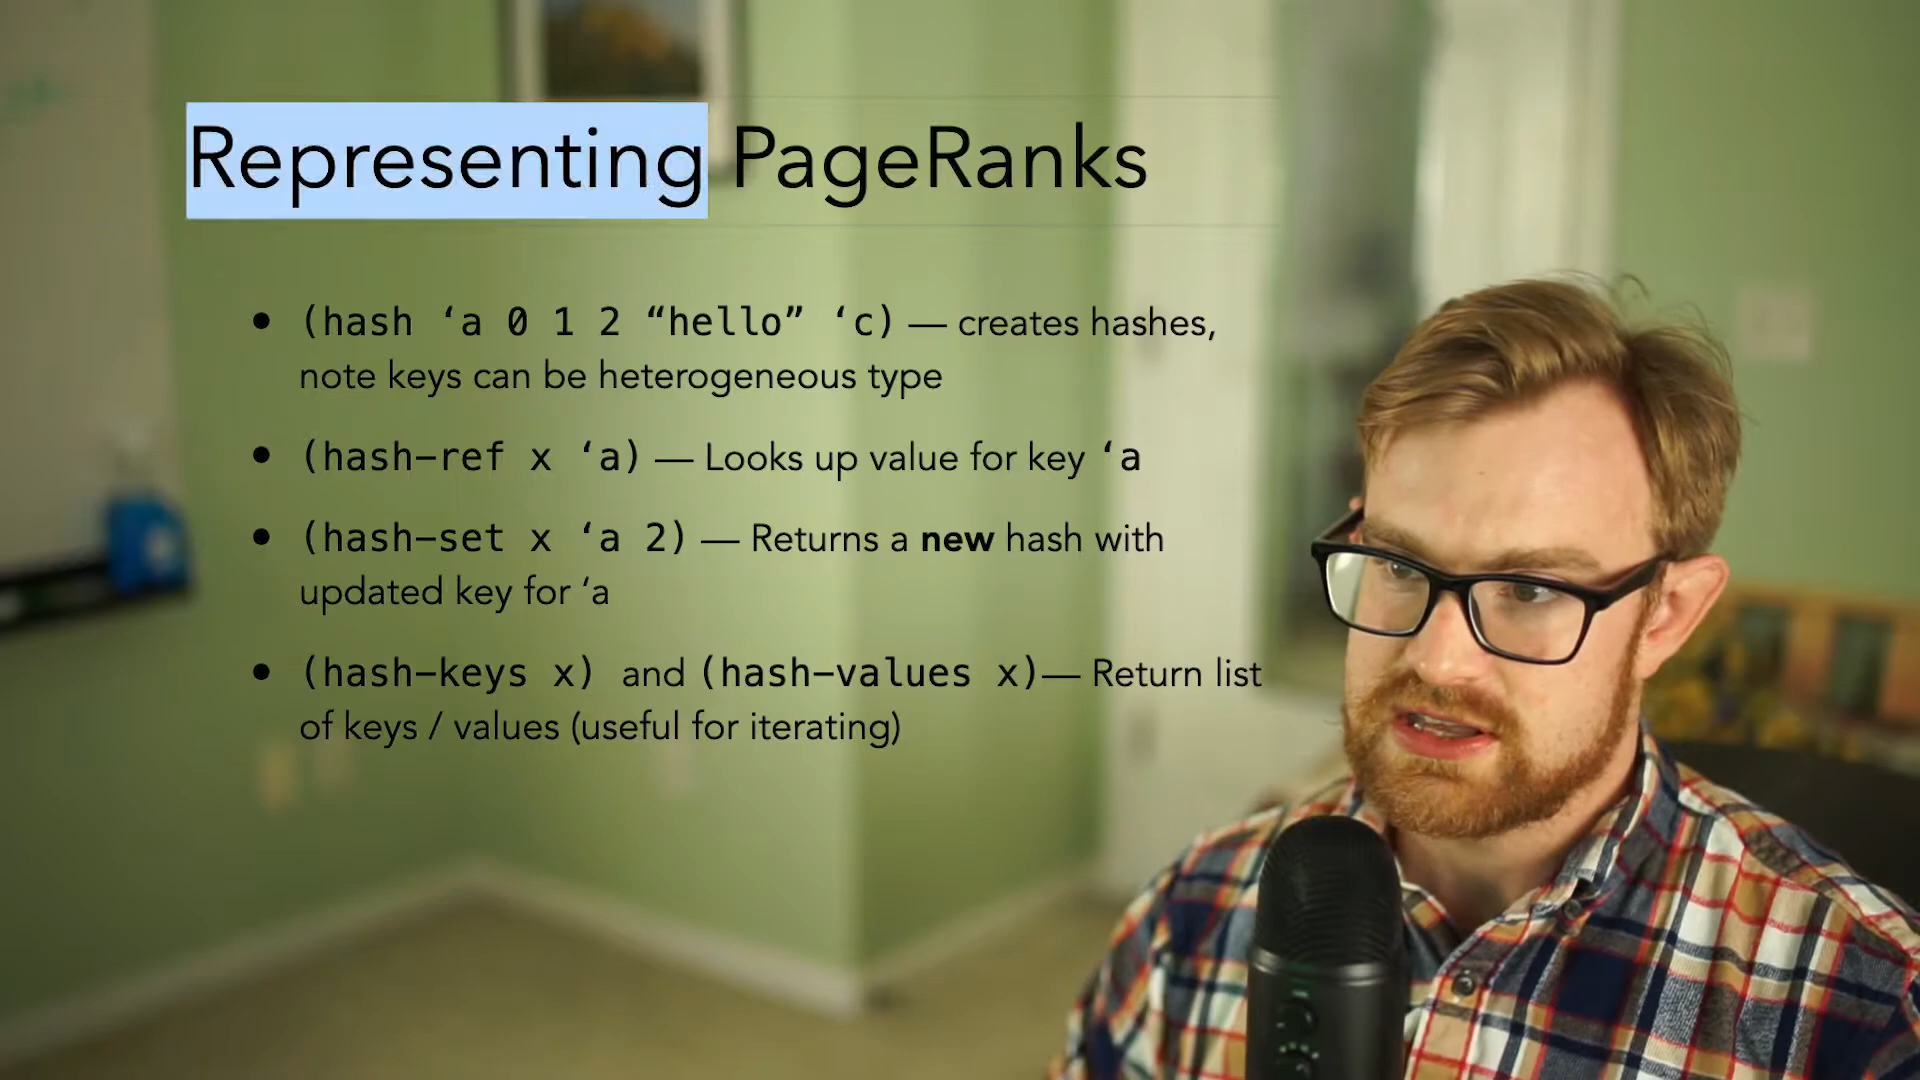 Representing PageRanks
• (hash ‘a 0 1 2 “hello” ‘c) — creates hashes,
note keys can be heterogeneous type
• (hash-ref x ‘a) — Looks up value for key ‘a
• (hash-set x ‘a 2) — Returns a new hash with
updated key for ‘a
• (hash-keys x) and (hash-values x)— Return list
of keys / values (useful for iterating)